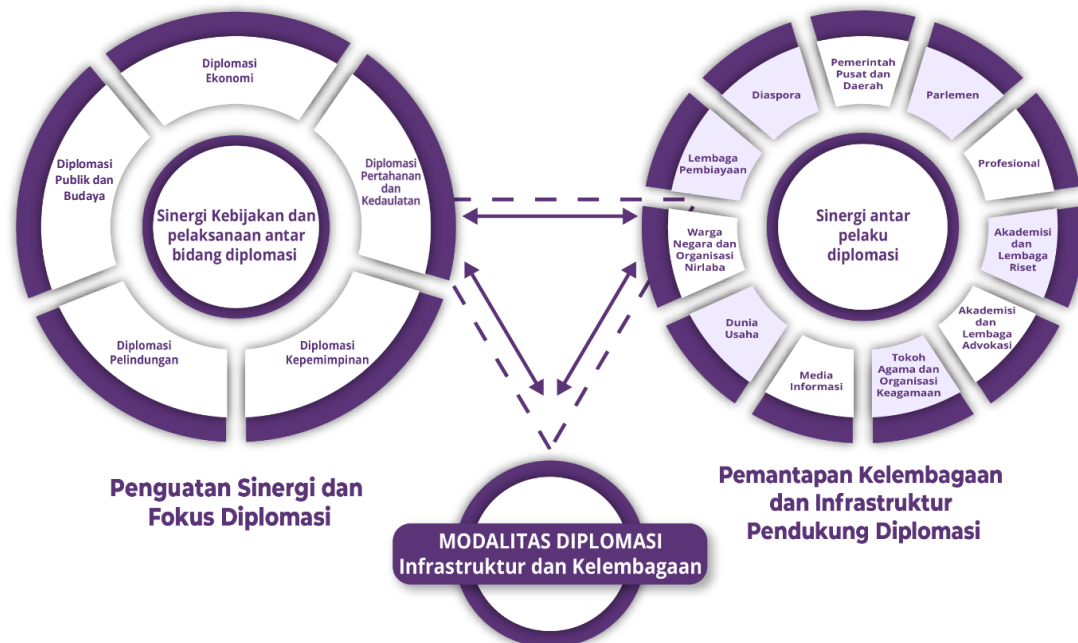 Diplomasi
Ekonomi
Diplomasi
Publik dan
Budaya
Diplomasi
Pertahanan
dan
Kedaulatan
Sinergi Kebijakan dan
pelaksanaan antar
bidang diplomasi
Diplomasi
Pelindungan
Diplomasi
Kepemimpinan
Penguatan Sinergi dan
Fokus Diplomasi
Pemerintah
Pusat dan
Daerah
Diaspora
Parlemen
Lembaga
Pembiayaan
Profesional
Sinergi antar
pelaku
diplomasi
Warga
Negara dan
Organisasi
Nirlaba
Akademisi
dan
Lembaga
Riset
Dunia
Usaha
Akademisi
dan
Lembaga
Advokasi
Media
Informasi
Tokoh
Agama dan
Organisasi
Keagamaan
Pemantapan Kelembagaan
dan Infrastruktur
Pendukung Diplomasi
MODALITAS DIPLOMASI
Infrastruktur dan Kelembagaan